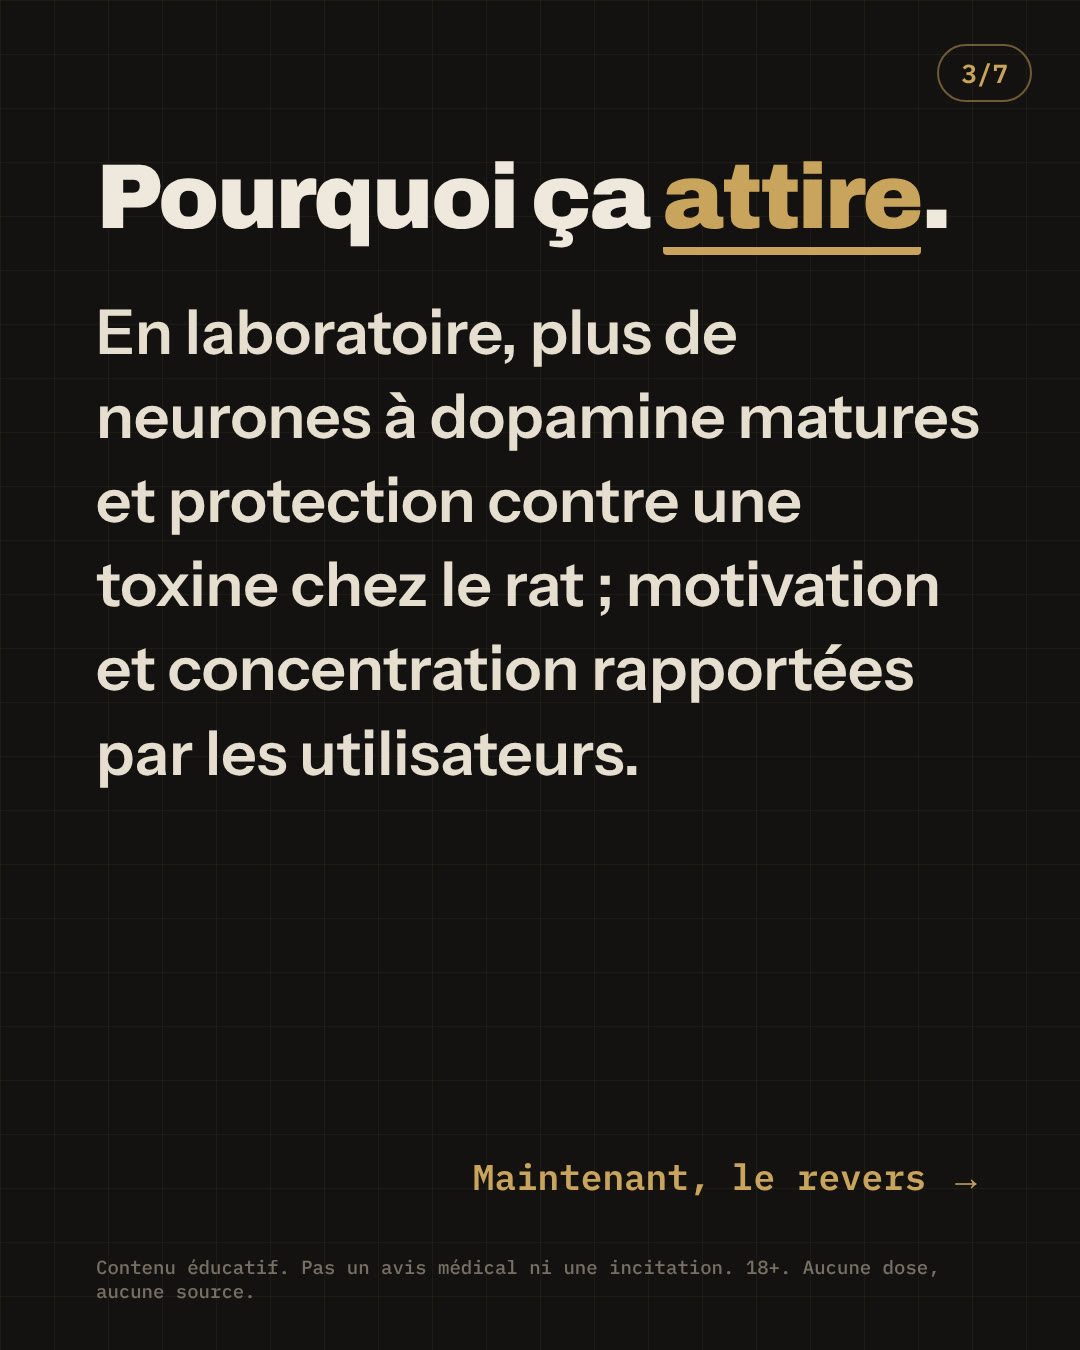 3/7
Pourquoi ça attire.
En laboratoire, plus de
neurones à dopamine matures
et protection contre une
toxine chez le rat ; motivation
et concentration rapportées
par les utilisateurs.
Maintenant, le revers →
Contenu éducatif. Pas un avis médical ni une incitation. 18+. Aucune dose,
aucune source.